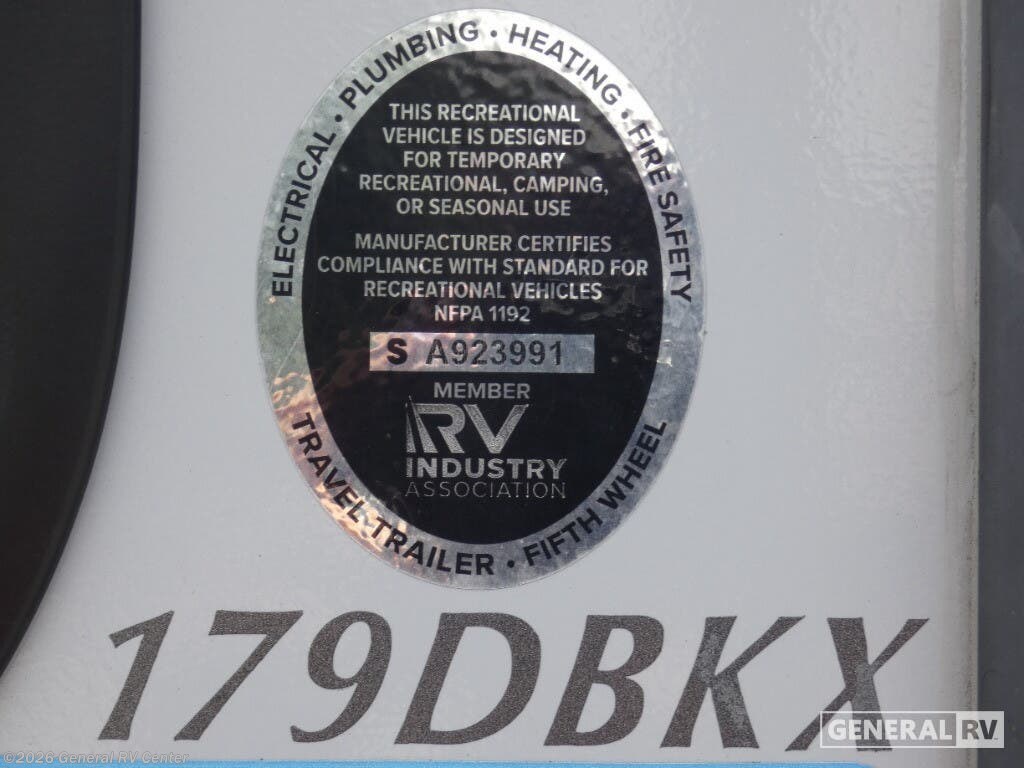 ELECTRICAL · PLUMBING · HEATING · FIRE SAFETY
THIS RECREATIONAL
VEHICLE IS DESIGNED
FOR TEMPORARY
RECREATIONAL, CAMPING,
OR SEASONAL USE
MANUFACTURER CERTIFIES
COMPLIANCE WITH STANDARD FOR
RECREATIONAL VEHICLES
NFPA 1192
S A923991
MEMBER
RV
INDUSTRY
ASSOCIATION
TRAVEL TRAILER · FIFTH WHEEL
179DBKX
GENERAL RV
©2026 General RV Center